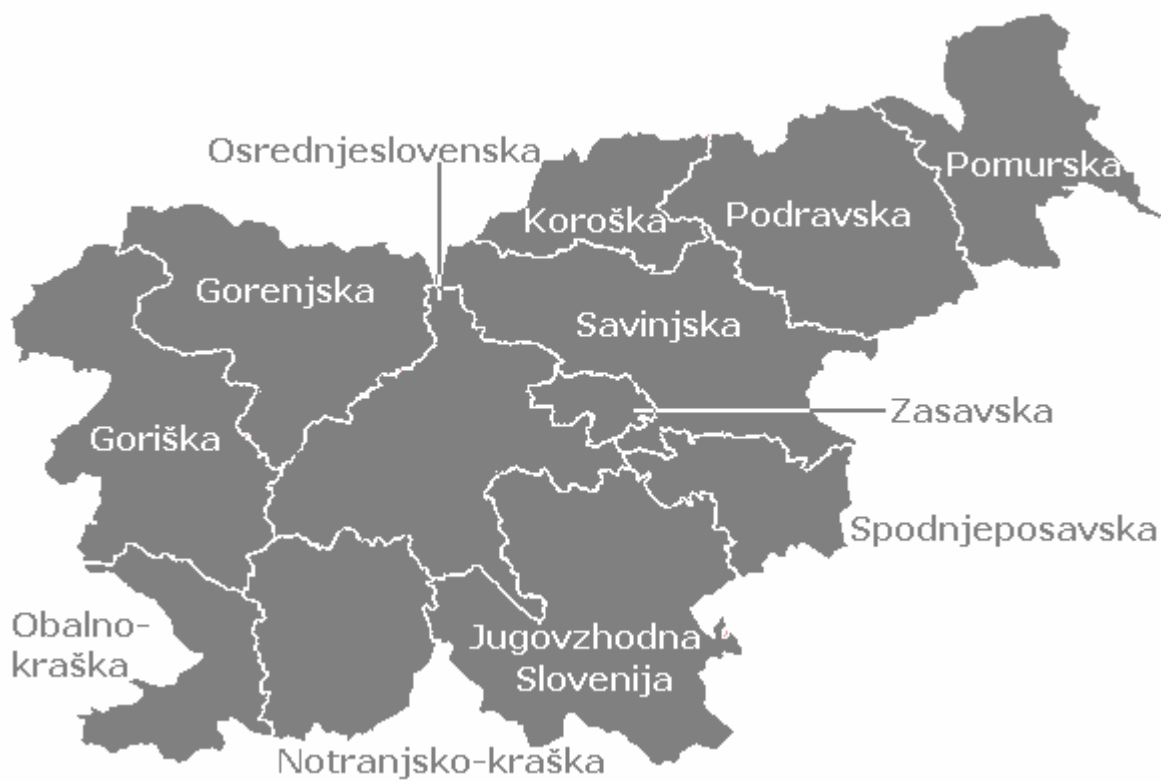 Osrednjeslovenska
Pomurska
Koroška
Podravska
Gorenjska
Savinjska
Zasavska
Goriška
Spodnjeposavska
Obalno-
kraška
Jugovzhodna
Slovenija
Notranjsko-kraška